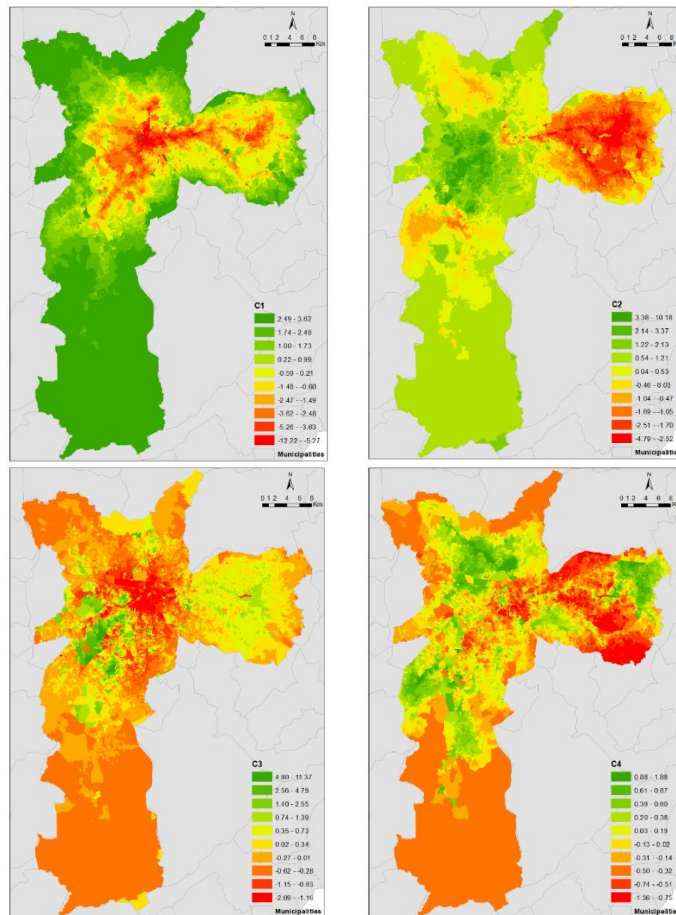 N
0 1 2 4 6 8
Km
C1
2.49 - 3.62
1.74 - 2.48
1.00 - 1.73
0.22 - 0.99
-0.59 - 0.21
-1.48 - -0.60
-2.47 - -1.49
-3.62 - -2.48
-5.26 - -3.63
-12.22 - -5.27
Municipalities
N
0 1 2 4 6 8
Km
C2
3.38 - 10.18
2.14 - 3.37
1.22 - 2.13
0.54 - 1.21
0.04 - 0.53
-0.46 - 0.03
-1.04 - -0.47
-1.69 - -1.05
-2.51 - -1.70
-4.79 - -2.52
Municipalities
N
0 1 2 4 6 8
Km
C3
4.80 - 11.37
2.56 - 4.79
1.40 - 2.55
0.74 - 1.39
0.35 - 0.73
0.02 - 0.34
-0.27 - 0.01
-0.62 - -0.28
-1.15 - -0.63
-2.09 - -1.16
Municipalities
N
0 1 2 4 6 8
Km
C4
0.88 - 1.88
0.61 - 0.87
0.39 - 0.60
0.20 - 0.38
0.03 - 0.19
-0.13 - 0.02
-0.31 - -0.14
-0.50 - -0.32
-0.74 - -0.51
Municipalities